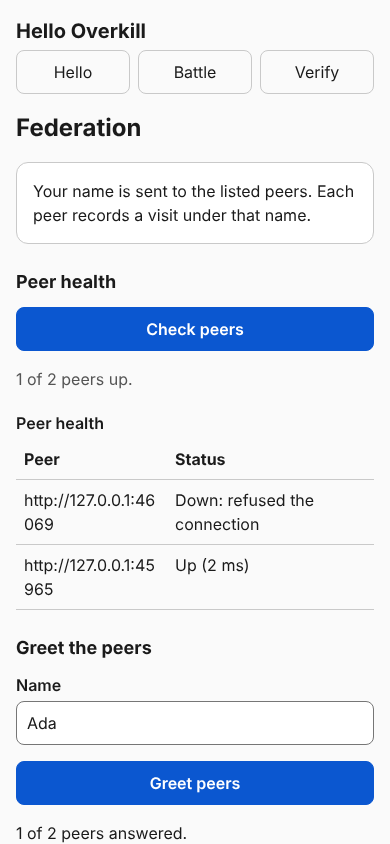 Hello Overkill
Hello
Battle
Verify
Federation
Your name is sent to the listed peers. Each
peer records a visit under that name.
Peer health
Check peers
1 of 2 peers up.
Peer health
Peer Status
http://127.0.0.1:46 Down: refused the
069 connection
http://127.0.0.1:45 Up (2 ms)
965
Greet the peers
Name
Ada
Greet peers
1 of 2 peers answered.